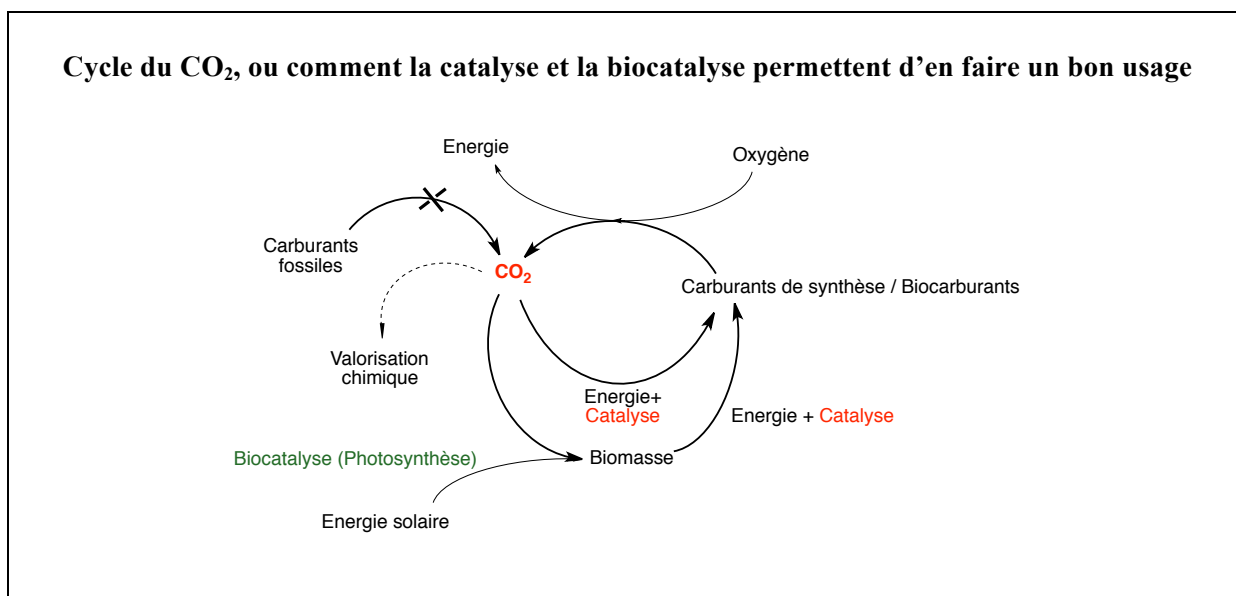 Cycle du CO₂, ou comment la catalyse et la biocatalyse permettent d'en faire un bon usage
Energie
Oxygène
Carburants
fossiles
CO₂
Carburants de synthèse / Biocarburants
Valorisation
chimique
Energie+
Catalyse
Energie + Catalyse
Biocatalyse (Photosynthèse)
Biomasse
Energie solaire